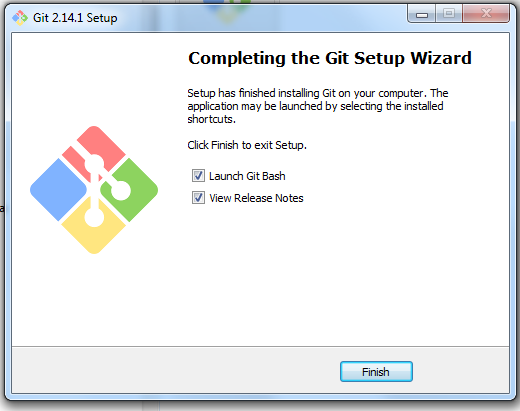 Git 2.14.1 Setup
Completing the Git Setup Wizard
Setup has finished installing Git on your computer. The
application may be launched by selecting the installed
shortcuts.
Click Finish to exit Setup.
Launch Git Bash
View Release Notes
Finish